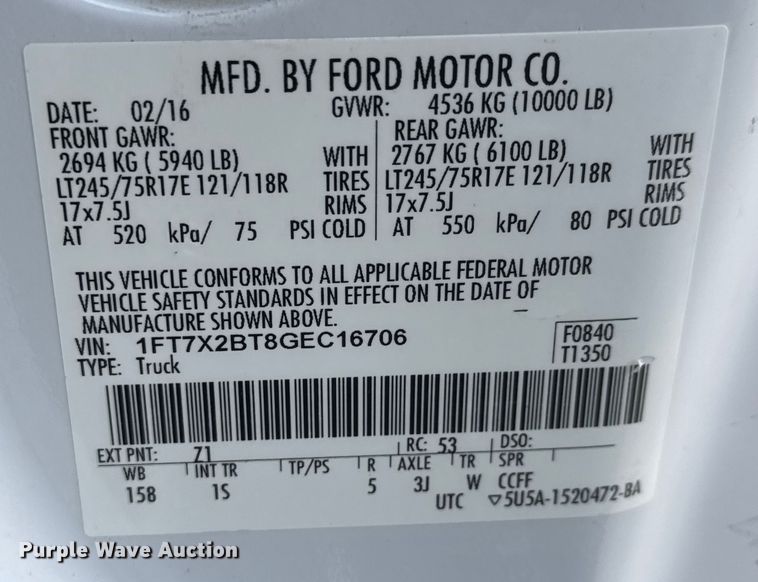 MFD. BY FORD MOTOR CO.
DATE: 02/16 GVWR: 4536 KG (10000 LB)
FRONT GAWR: REAR GAWR:
2694 KG ( 5940 LB) WITH 2767 KG ( 6100 LB) WITH
LT245/75R17E 121/118R TIRES LT245/75R17E 121/118R TIRES
17x7.5J RIMS 17x7.5J RIMS
AT 520 kPa/ 75 PSI COLD AT 550 kPa/ 80 PSI COLD
THIS VEHICLE CONFORMS TO ALL APPLICABLE FEDERAL MOTOR
VEHICLE SAFETY STANDARDS IN EFFECT ON THE DATE OF
MANUFACTURE SHOWN ABOVE.
VIN: 1FT7X2BT8GEC16706 F0840
TYPE: Truck T1350
EXT PNT: Z1 RC: 53 DSO:
WB INT TR TP/PS R AXLE TR SPR
158 1S 5 3J W CCFF
UTC ▽5U5A-1520472-BA
Purple Wave Auction